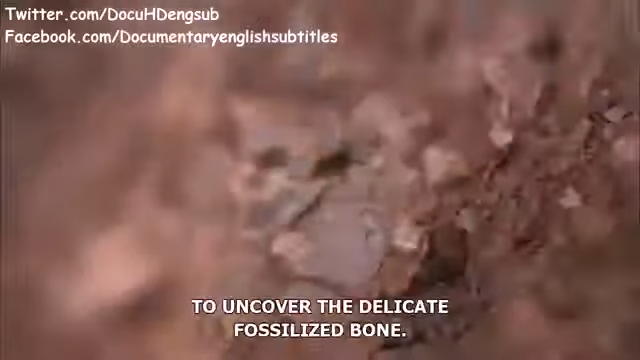 Twitter.com/DocuHDengsub
Facebook.com/Documentaryenglishsubtitles
TO UNCOVER THE DELICATE
FOSSILIZED BONE.